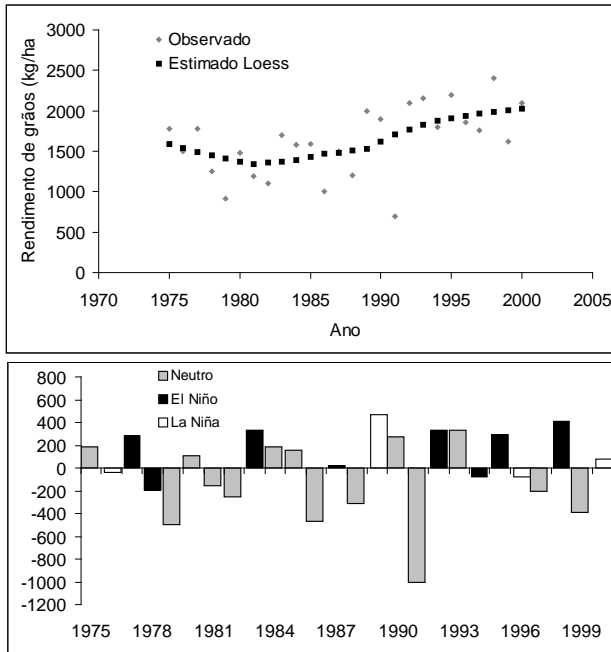 3000
Observado
Estimado Loess
2500
2000
1500
1000
500
0
Rendimento de grãos (kg/ha
1970 1975 1980 1985 1990 1995 2000 2005
Ano
800
600
400
200
0
-200
-400
-600
-800
-1000
-1200
Neutro
El Niño
La Niña
1975 1978 1981 1984 1987 1990 1993 1996 1999